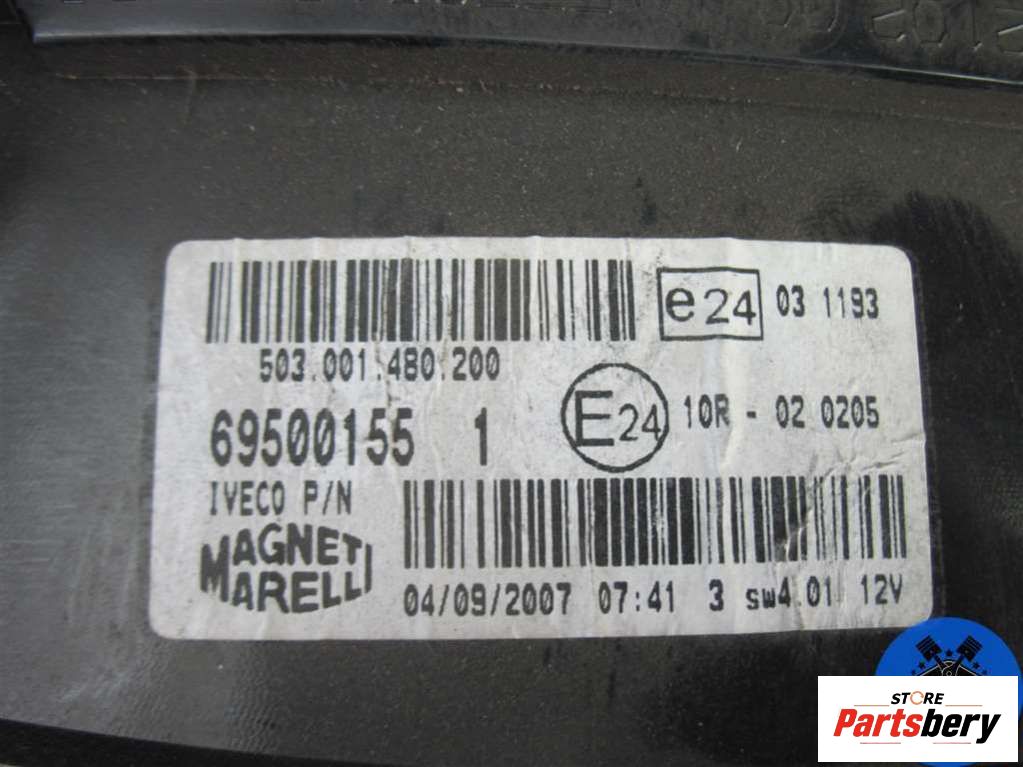 503.001.480.200
e24 03 1193
69500155 1
E24 10R - 02 0205
IVECO P/N
MAGNETI
MARELLI
04/09/2007 07:41 3 sw4.01 12V
STORE
Partsbery